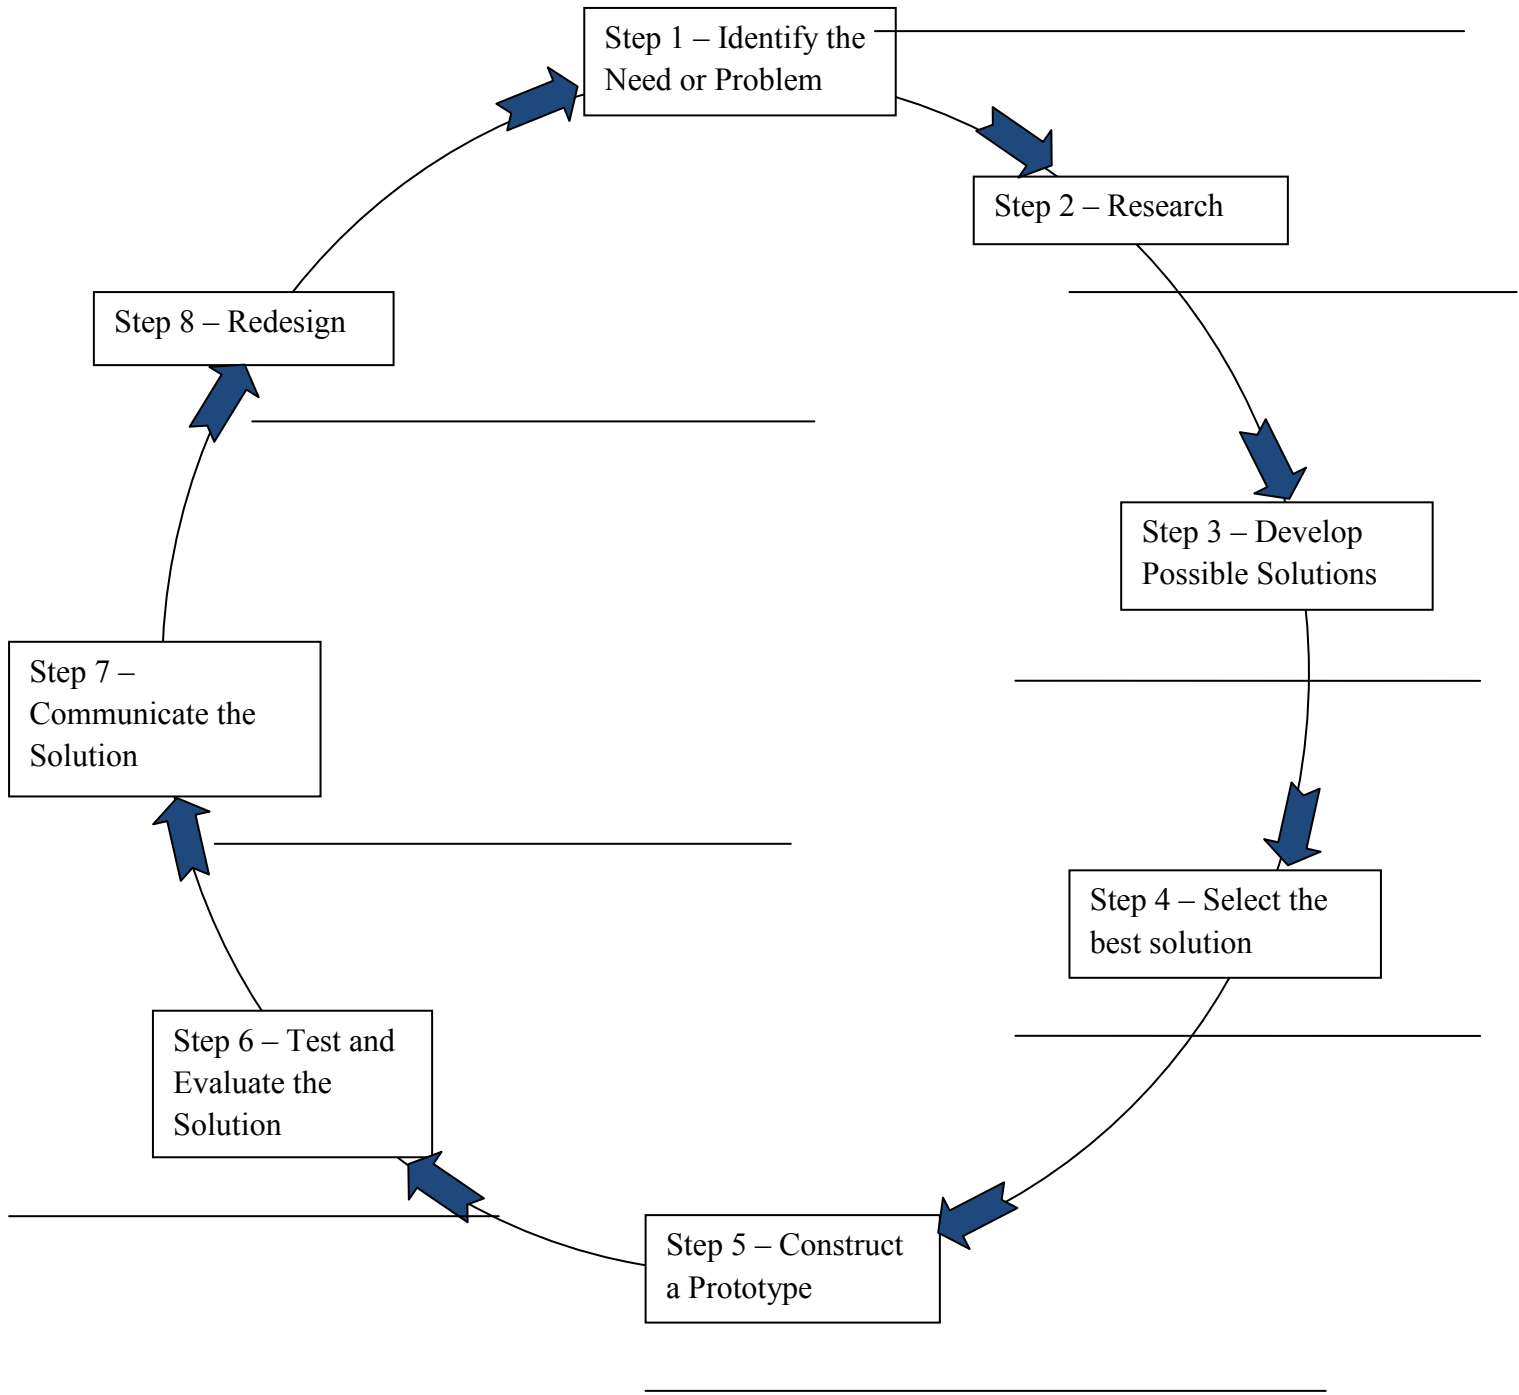 Step 1 – Identify the
Need or Problem
Step 2 – Research
Step 3 – Develop
Possible Solutions
Step 4 – Select the
best solution
Step 5 – Construct
a Prototype
Step 6 – Test and
Evaluate the
Solution
Step 7 –
Communicate the
Solution
Step 8 – Redesign